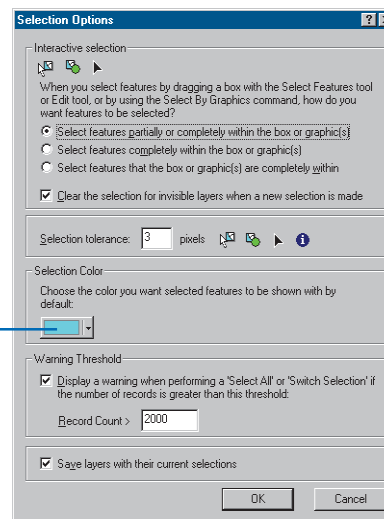 Selection Options
Interactive selection
When you select features by dragging a box with the Select Features tool
or Edit tool, or by using the Select By Graphics command, how do you
want features to be selected?
Select features partially or completely within the box or graphic(s)
Select features completely within the box or graphic(s)
Select features that the box or graphic(s) are completely within
Clear the selection for invisible layers when a new selection is made
Selection tolerance: 3 pixels
Selection Color
Choose the color you want selected features to be shown with by
default:
Warning Threshold
Display a warning when performing a 'Select All' or 'Switch Selection' if
the number of records is greater than this threshold:
Record Count > 2000
Save layers with their current selections
OK Cancel